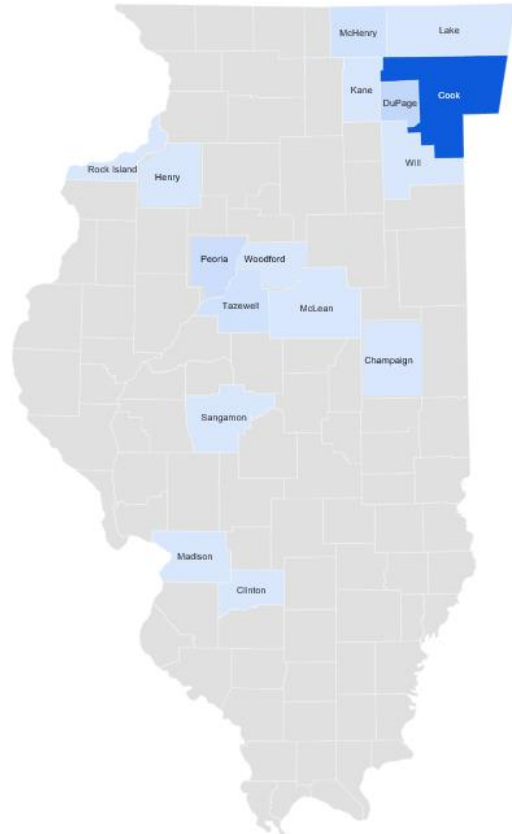 McHenry
Lake
Kane
DuPage
Cook
Will
Rock Island
Henry
Peoria
Woodford
Tazewell
McLean
Champaign
Sangamon
Madison
Clinton